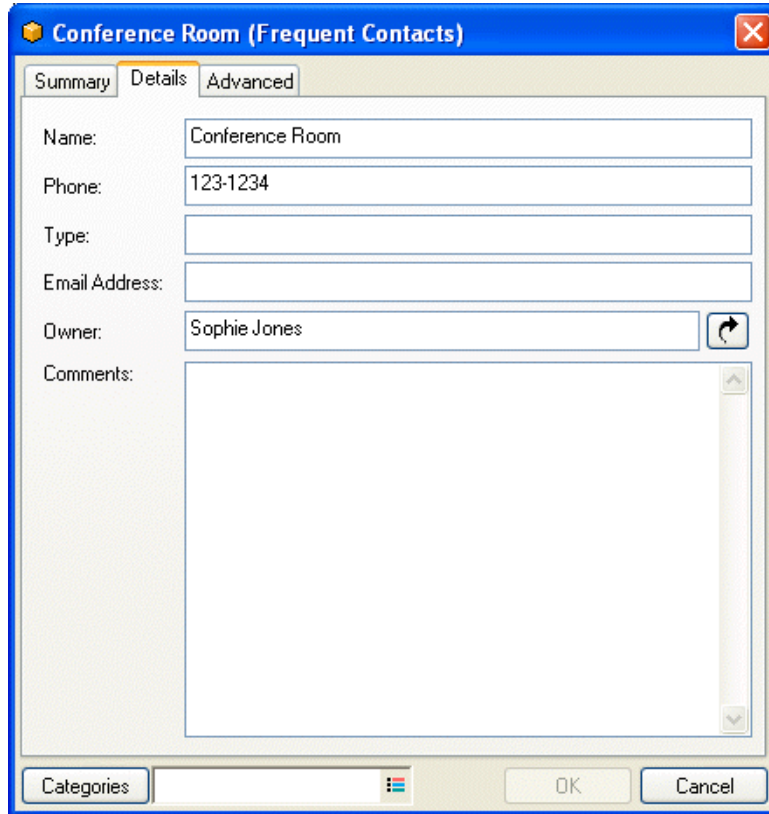 Conference Room (Frequent Contacts)
Summary Details Advanced
Name: Conference Room
Phone: 123-1234
Type:
Email Address:
Owner: Sophie Jones
Comments:
Categories OK Cancel